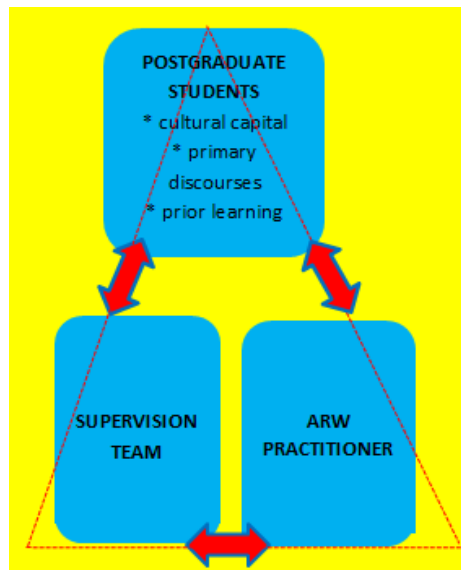 POSTGRADUATE
STUDENTS
* cultural capital
* primary
discourses
* prior learning
SUPERVISION
TEAM
ARW
PRACTITIONER